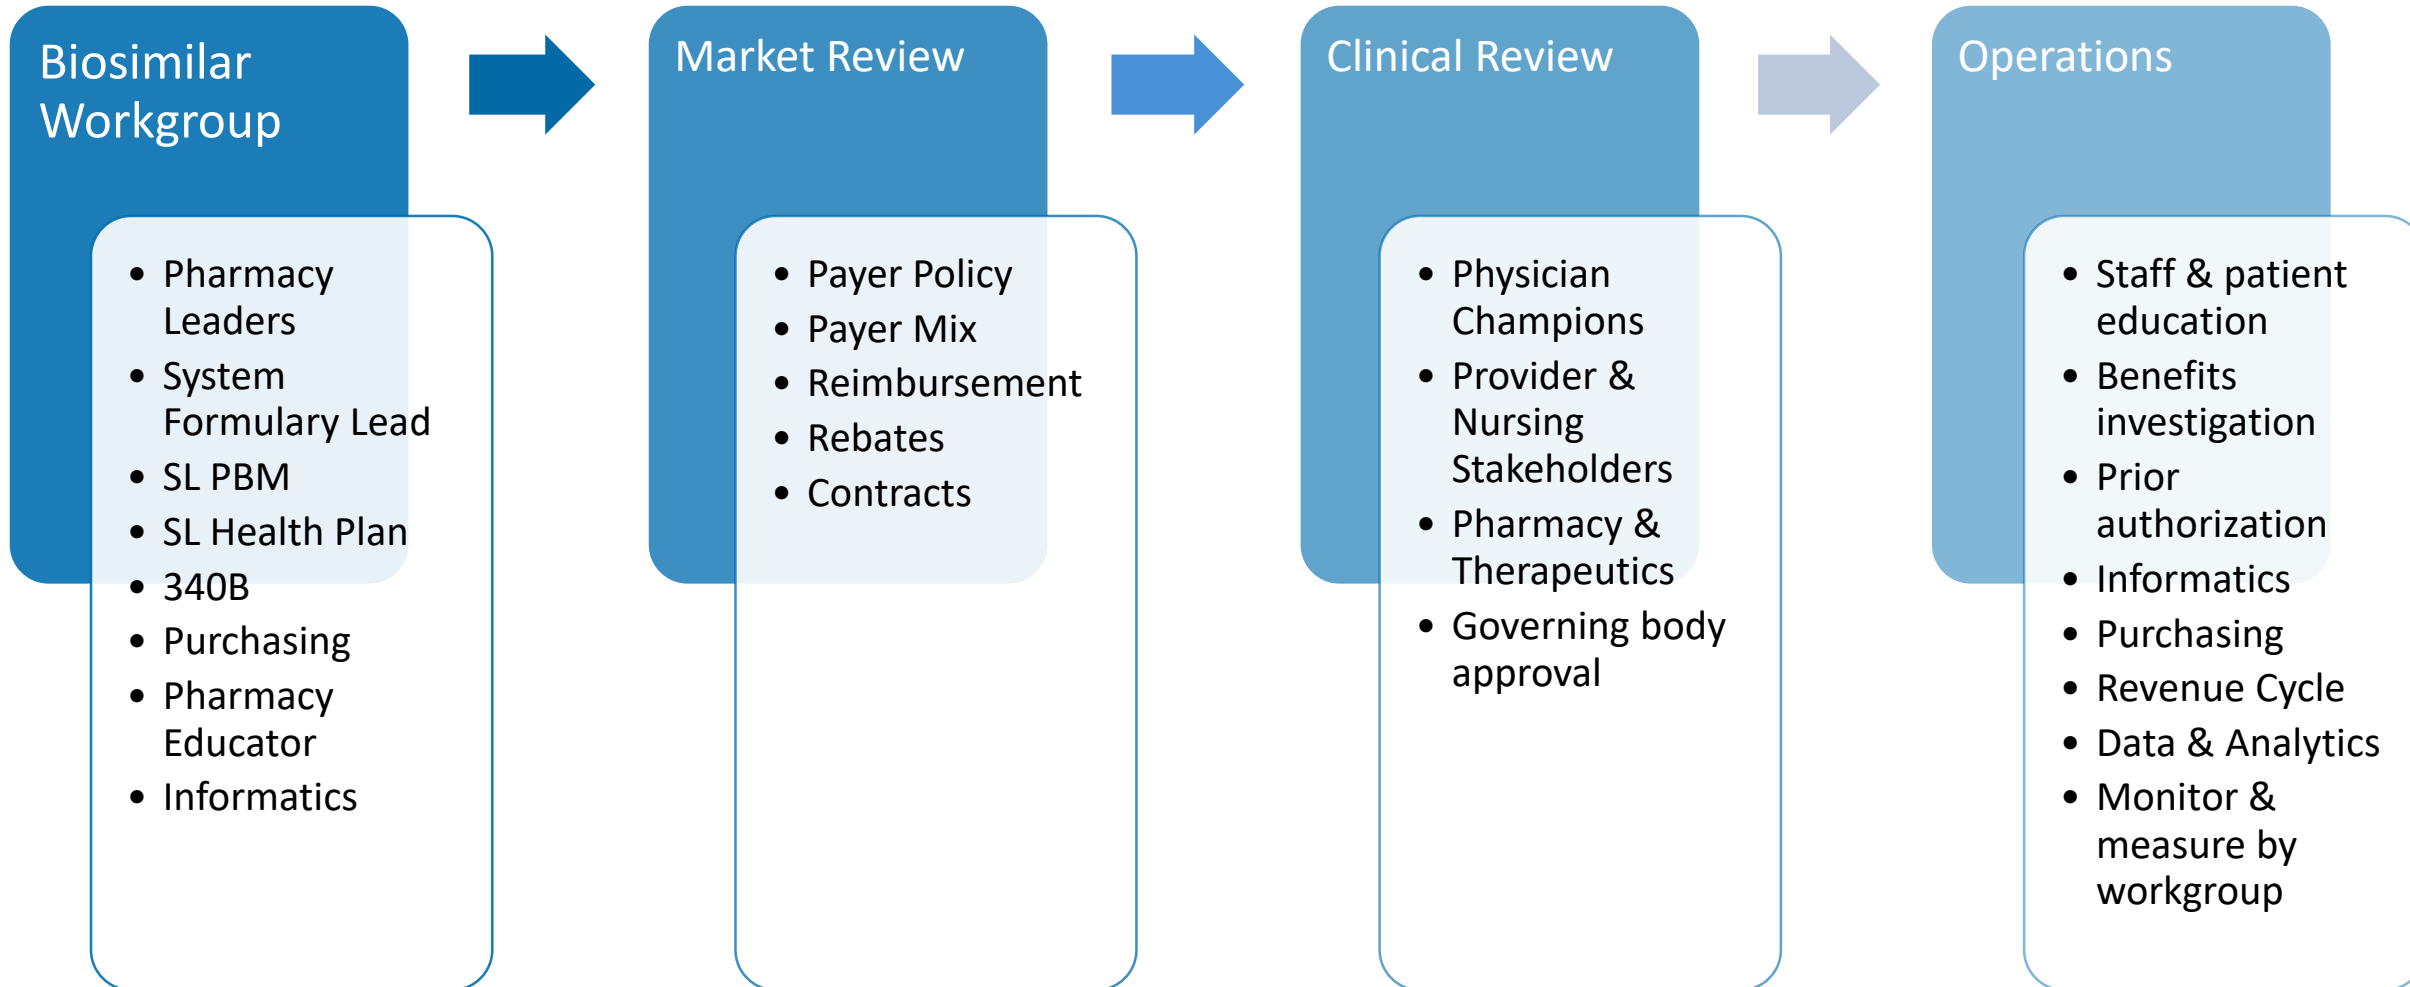 Biosimilar
Workgroup
• Pharmacy
Leaders
• System
Formulary Lead
• SL PBM
• SL Health Plan
• 340B
• Purchasing
• Pharmacy
Educator
• Informatics
Market Review
• Payer Policy
• Payer Mix
• Reimbursement
• Rebates
• Contracts
Clinical Review
• Physician
Champions
• Provider &
Nursing
Stakeholders
• Pharmacy &
Therapeutics
• Governing body
approval
Operations
• Staff & patient
education
• Benefits
investigation
• Prior
authorization
• Informatics
• Purchasing
• Revenue Cycle
• Data & Analytics
• Monitor &
measure by
workgroup